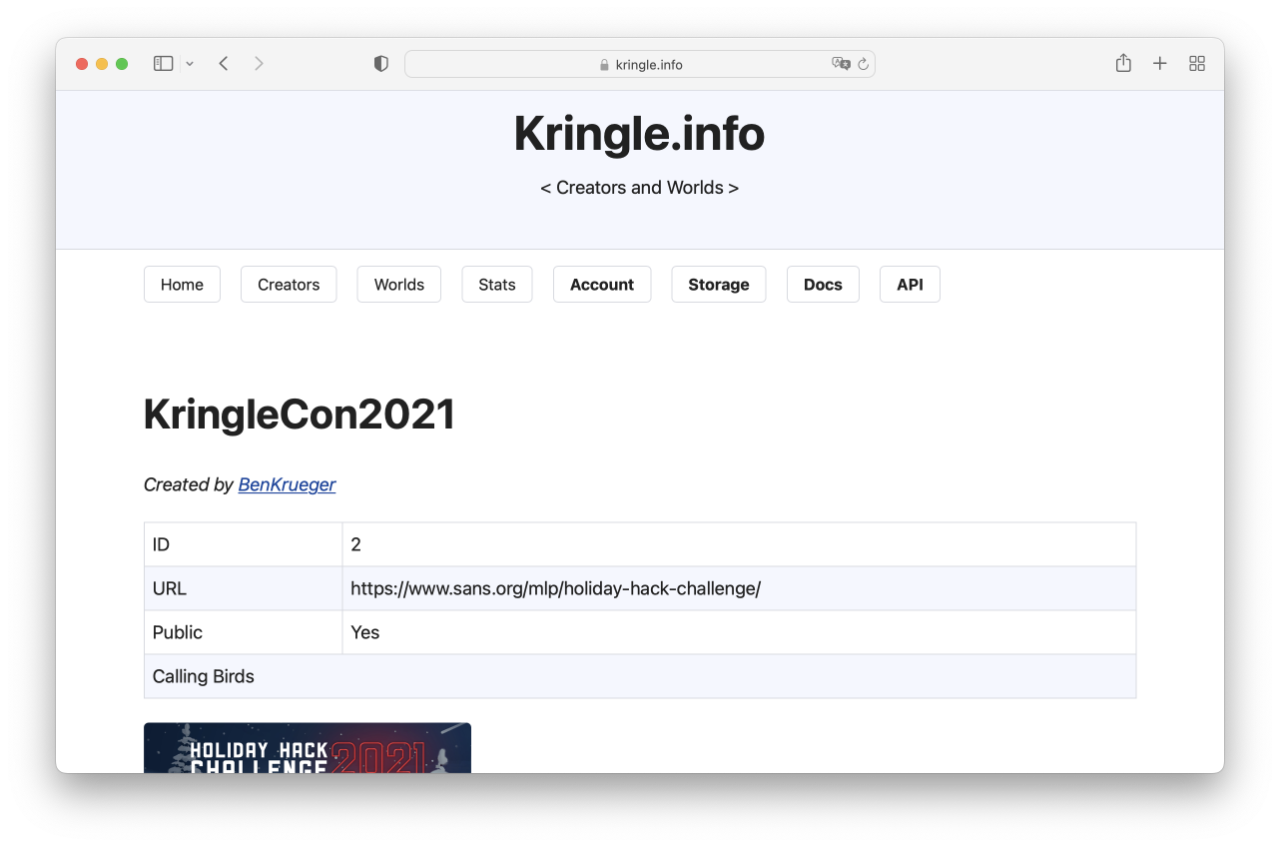 kringle.info
Kringle.info
< Creators and Worlds >
Home Creators Worlds Stats Account Storage Docs API
KringleCon2021
Created by BenKrueger
ID 2
URL https://www.sans.org/mlp/holiday-hack-challenge/
Public Yes
Calling Birds
HOLIDAY HACK 2021
CHALLENGE